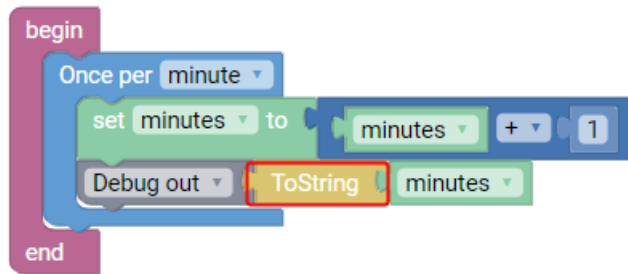 begin
Once per minute
set minutes to minutes + 1
Debug out ToString minutes
end